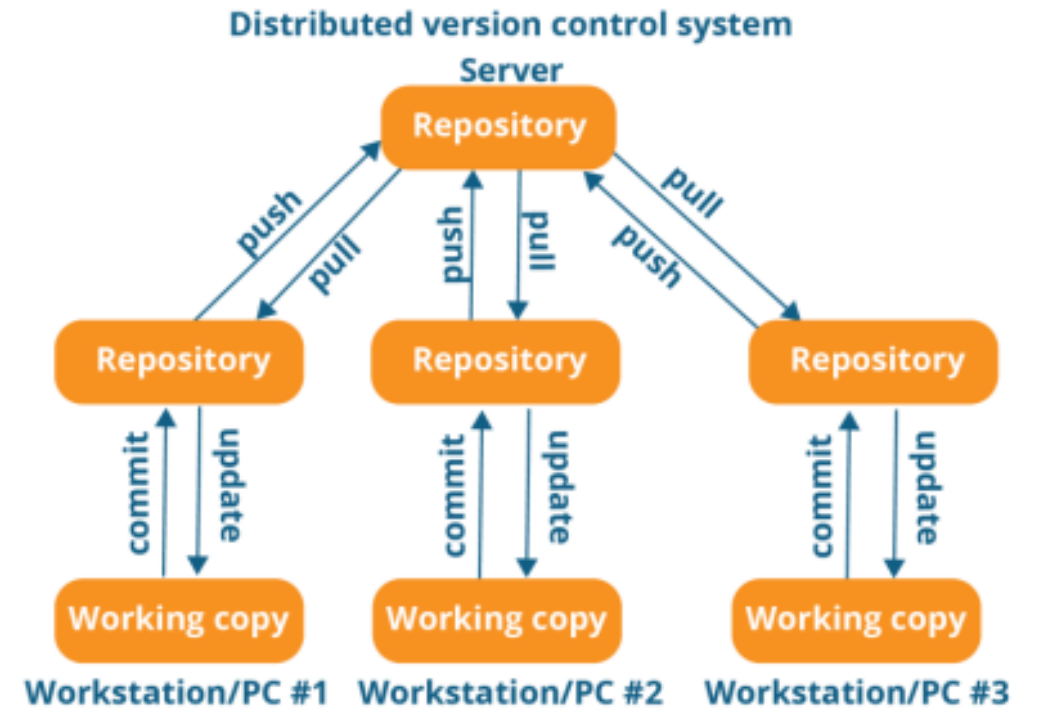 Distributed version control system
Server
Repository
push
pull
push
pull
push
pull
Repository
Repository
Repository
commit
update
commit
update
commit
update
Working copy
Working copy
Working copy
Workstation/PC #1
Workstation/PC #2
Workstation/PC #3